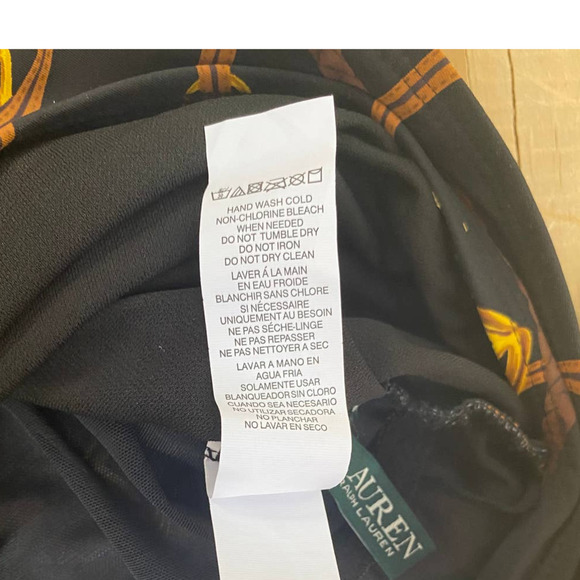 HAND WASH COLD
NON-CHLORINE BLEACH
WHEN NEEDED
DO NOT TUMBLE DRY
DO NOT IRON
DO NOT DRY CLEAN
LAVER À LA MAIN
EN EAU FROIDE
BLANCHIR SANS CHLORE
SI NÉCESSAIRE
UNIQUEMENT AU BESOIN
NE PAS SÉCHE-LINGE
NE PAS REPASSER
NE PAS NETTOYER A SEC
LAVAR A MANO EN
AGUA FRIA
SOLAMENTE USAR
BLANQUEADOR SIN CLORO
CUANDO SEA NECESARIO
NO UTILIZAR SECADORA
NO PLANCHAR
NO LAVAR EN SECO
AUREN
RALPH LAUREN